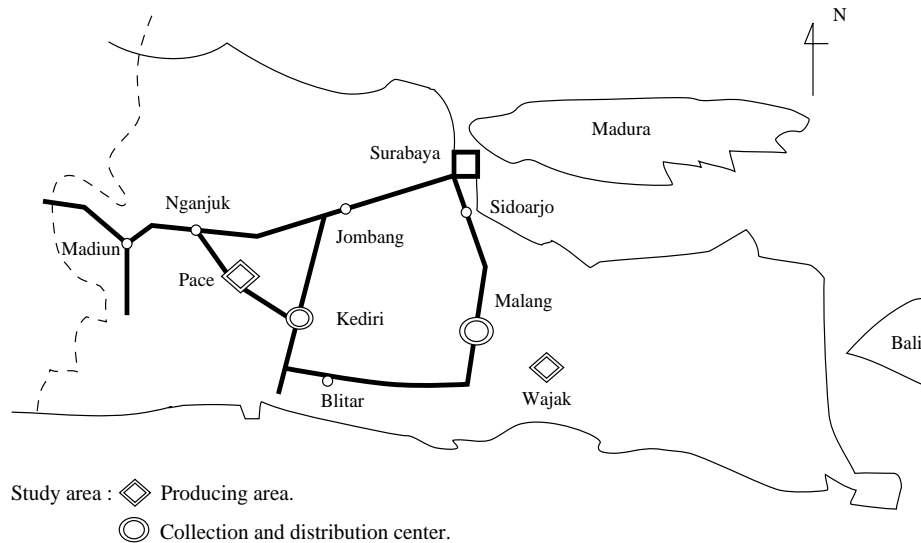 N
Madura
Surabaya
Nganjuk
Sidoarjo
Jombang
Madiun
Pace
Malang
Kediri
Bali
Blitar
Wajak
Study area : Producing area.
Collection and distribution center.